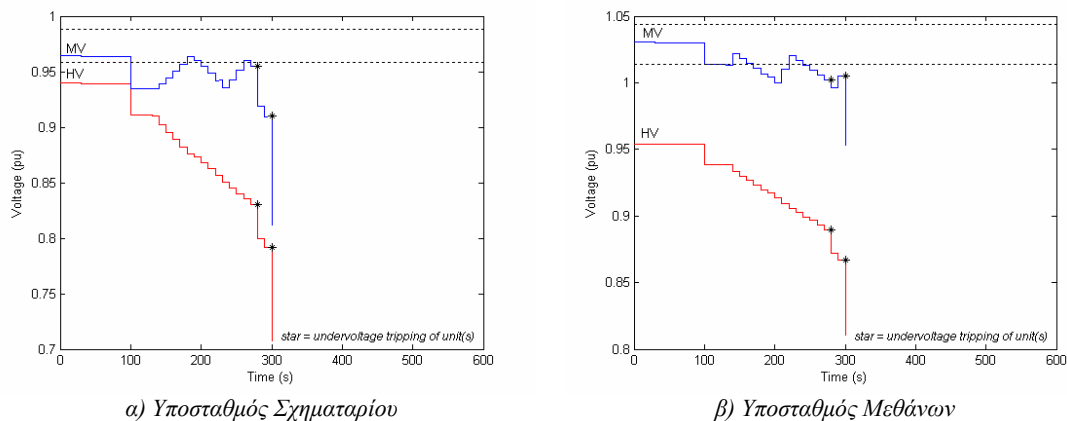 1.05
1
0.95
0.9
0.85
0.8
0.75
0.7
MV
HV
Voltage (pu)
star = undervoltage tripping of unit(s)
0 100 200 300 400 500 600
Time (s)
α) Υποσταθμός Σχηματαρίου
1.05
1
0.95
0.9
0.85
0.8
MV
HV
Voltage (pu)
star = undervoltage tripping of unit(s)
0 100 200 300 400 500 600
Time (s)
β) Υποσταθμός Μεθάνων